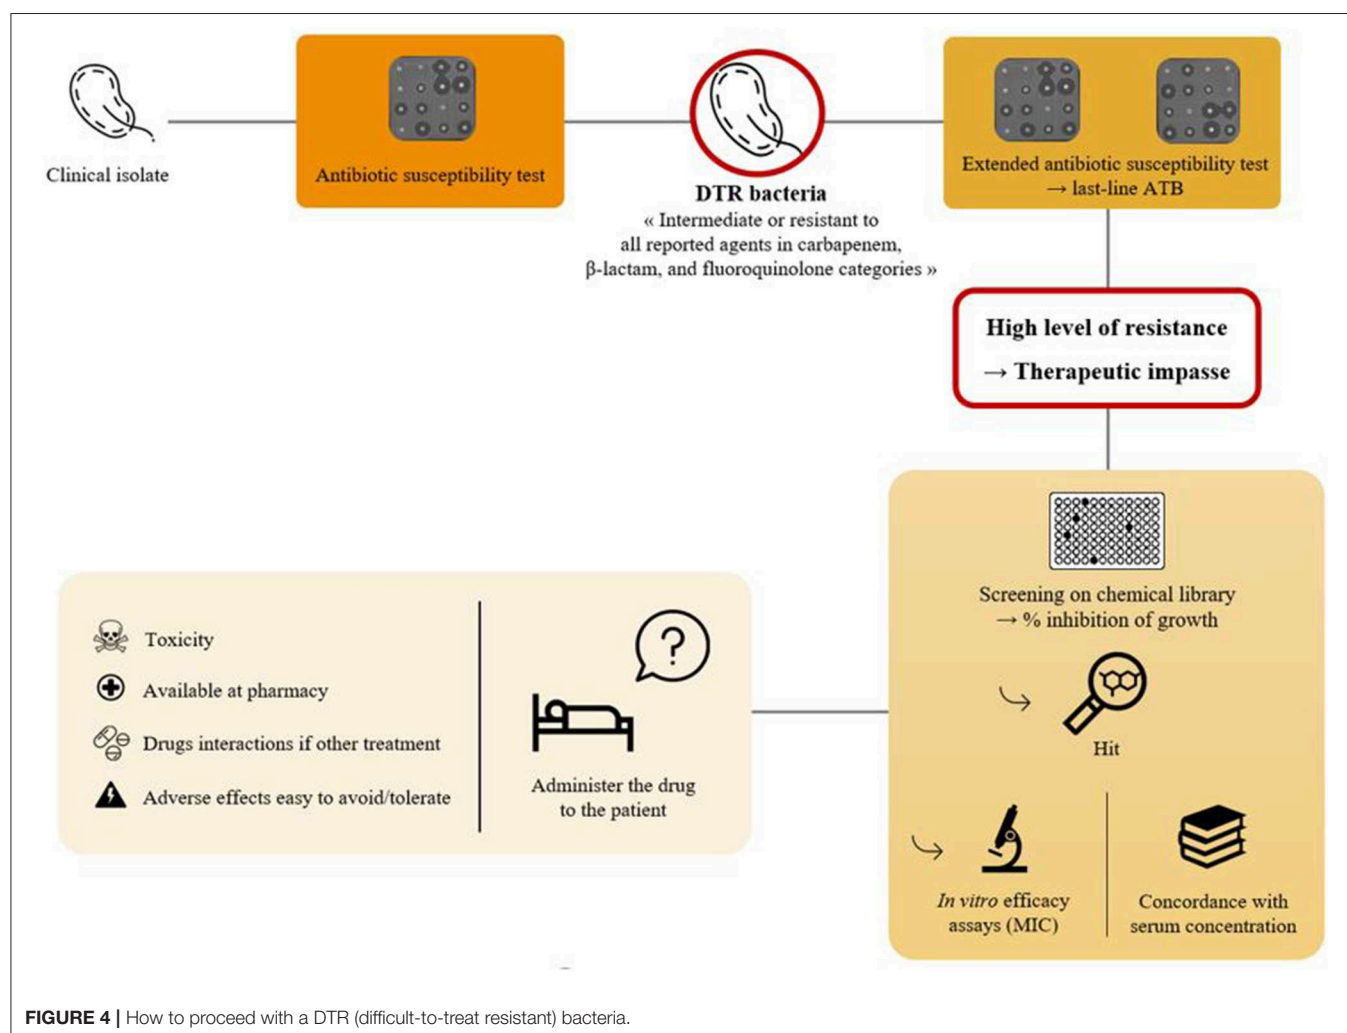 Clinical isolate
Antibiotic susceptibility test
DTR bacteria
« Intermediate or resistant to
all reported agents in carbapenem,
β-lactam, and fluoroquinolone categories »
Extended antibiotic susceptibility test
→ last-line ATB
High level of resistance
→ Therapeutic impasse
Screening on chemical library
→ % inhibition of growth
Hit
In vitro efficacy
assays (MIC)
Concordance with
serum concentration
Toxicity
Available at pharmacy
Drugs interactions if other treatment
Adverse effects easy to avoid/tolerate
?
Administer the drug
to the patient
FIGURE 4 | How to proceed with a DTR (difficult-to-treat resistant) bacteria.